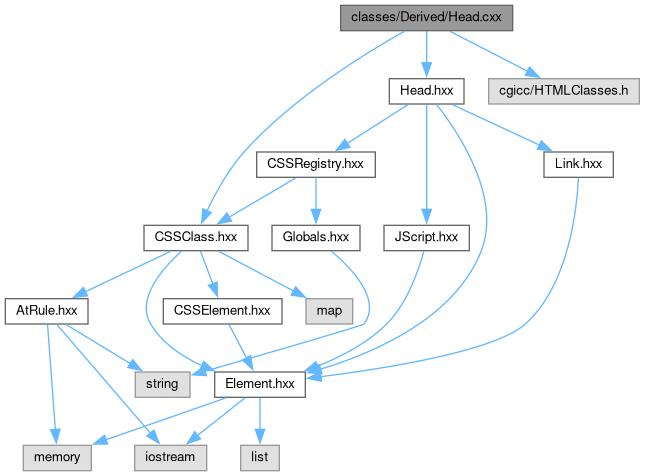 classes/Derived/Head.cxx
Head.hxx
cgicc/HTMLClasses.h
CSSRegistry.hxx
Link.hxx
CSSClass.hxx
Globals.hxx
JScript.hxx
AtRule.hxx
CSSElement.hxx
map
string
Element.hxx
memory
iostream
list